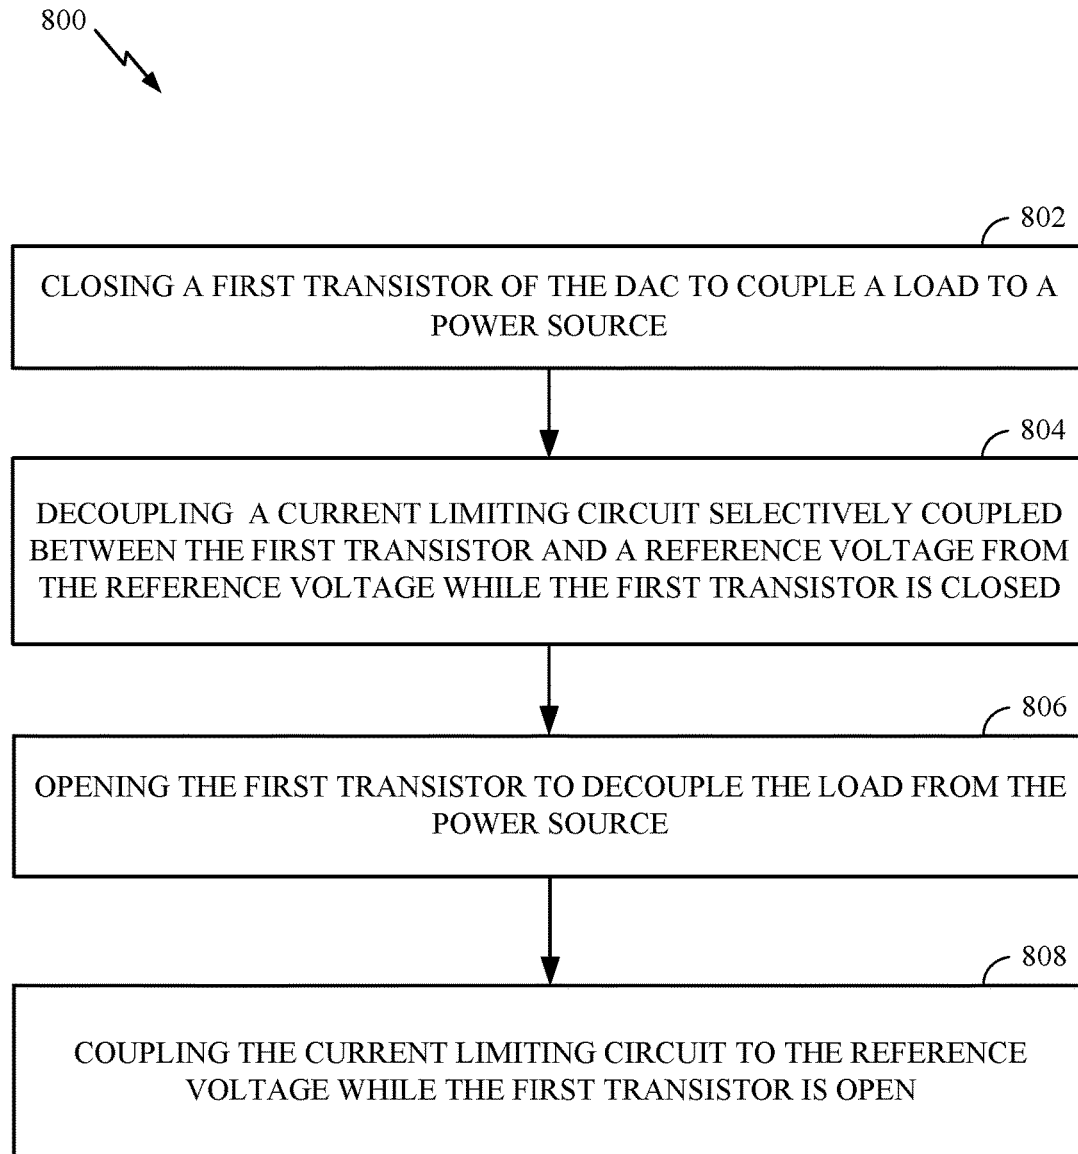 800
802
CLOSING A FIRST TRANSISTOR OF THE DAC TO COUPLE A LOAD TO A
POWER SOURCE
804
DECOUPLING A CURRENT LIMITING CIRCUIT SELECTIVELY COUPLED
BETWEEN THE FIRST TRANSISTOR AND A REFERENCE VOLTAGE FROM
THE REFERENCE VOLTAGE WHILE THE FIRST TRANSISTOR IS CLOSED
806
OPENING THE FIRST TRANSISTOR TO DECOUPLE THE LOAD FROM THE
POWER SOURCE
808
COUPLING THE CURRENT LIMITING CIRCUIT TO THE REFERENCE
VOLTAGE WHILE THE FIRST TRANSISTOR IS OPEN